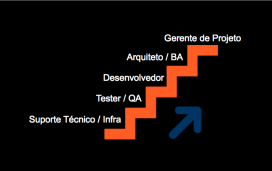 Gerente de Projeto
Arquiteto / BA
Desenvolvedor
Tester / QA
Suporte Técnico / Infra